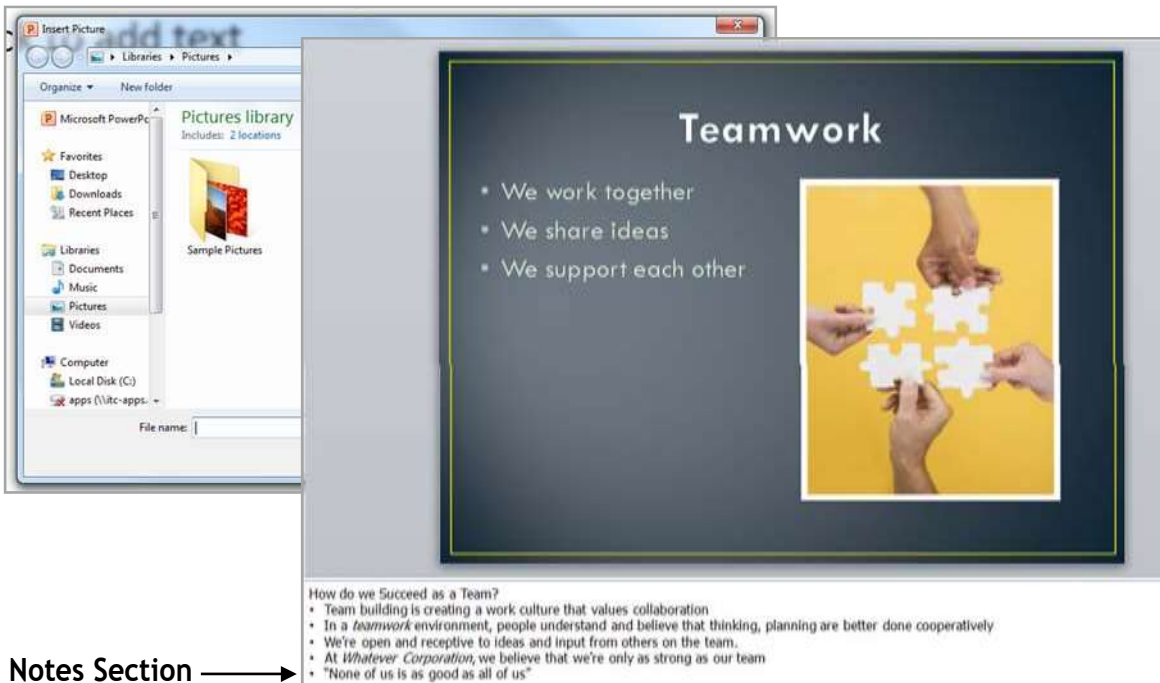 Insert Picture
to add text
Libraries ▸ Pictures ▸
Organize ▾ New folder
Microsoft PowerPo
Favorites
Desktop
Downloads
Recent Places
Libraries
Documents
Music
Pictures
Videos
Computer
Local Disk (C:)
apps (\\itc-apps.
Pictures library
Includes: 2 locations
Sample Pictures
File name:
Teamwork
• We work together
• We share ideas
• We support each other
How do we Succeed as a Team?
• Team building is creating a work culture that values collaboration
• In a teamwork environment, people understand and believe that thinking, planning are better done cooperatively
• We're open and receptive to ideas and input from others on the team.
• At Whatever Corporation, we believe that we're only as strong as our team
• "None of us is as good as all of us"
Notes Section